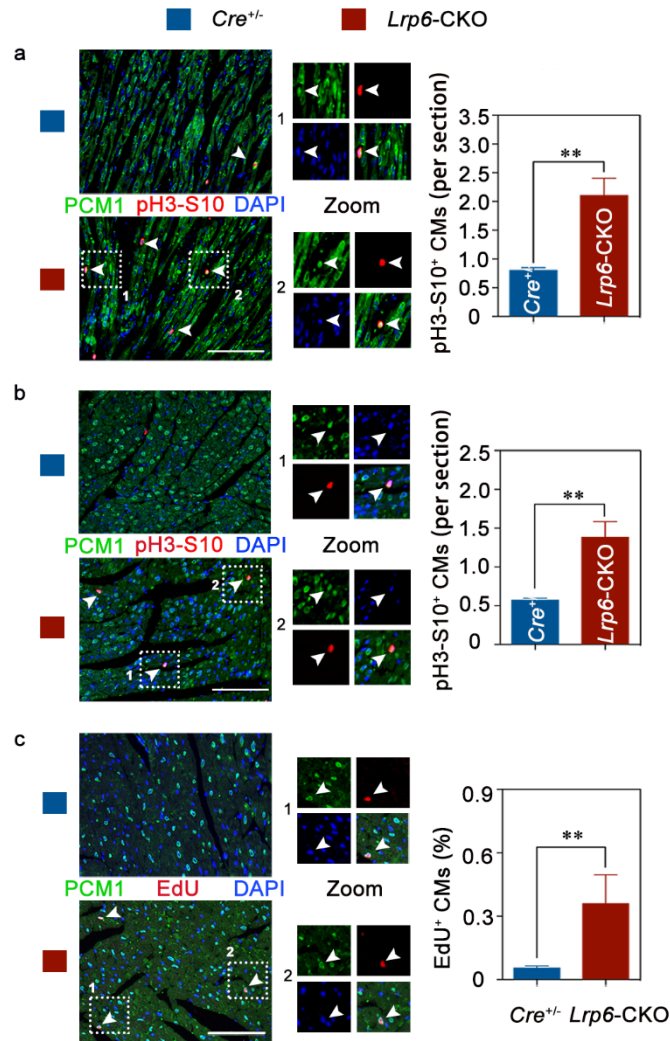 Cre+/- Lrp6-CKO
a
1
PCM1 pH3-S10 DAPI Zoom
1
2
2
pH3-S10+ CMs (per section)
3.5
3.0
2.5
2.0
1.5
1.0
0.5
0
**
Cre+/-
Lrp6-CKO
b
1
PCM1 pH3-S10 DAPI Zoom
2
1
2
pH3-S10+ CMs (per section)
2.5
2.0
1.5
1.0
0.5
0
**
Cre+/
Lrp6-CKO
c
1
PCM1 EdU DAPI Zoom
2
1
2
EdU+ CMs (%)
0.9
0.6
0.3
0
**
Cre+/- Lrp6-CKO